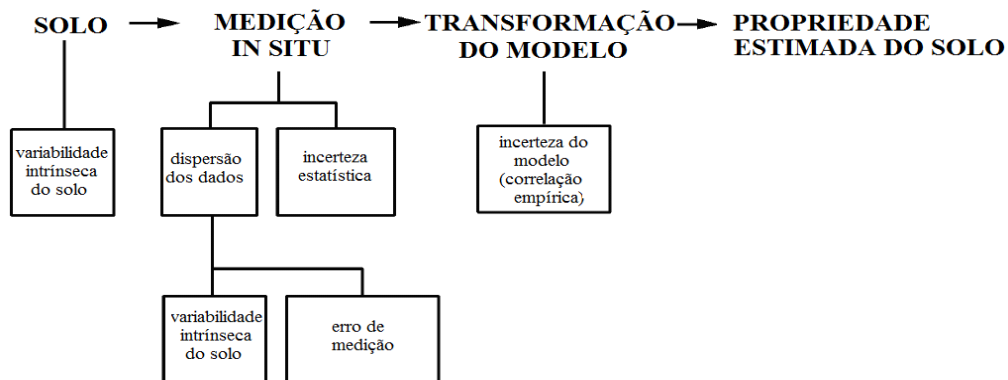 SOLO
MEDIÇÃO
IN SITU
TRANSFORMAÇÃO
DO MODELO
PROPRIEDADE
ESTIMADA DO SOLO
variabilidade
intrínseca
do solo
dispersão
dos dados
incerteza
estatística
incerteza do
modelo
(correlação
empírica)
variabilidade
intrínseca
do solo
erro de
medição